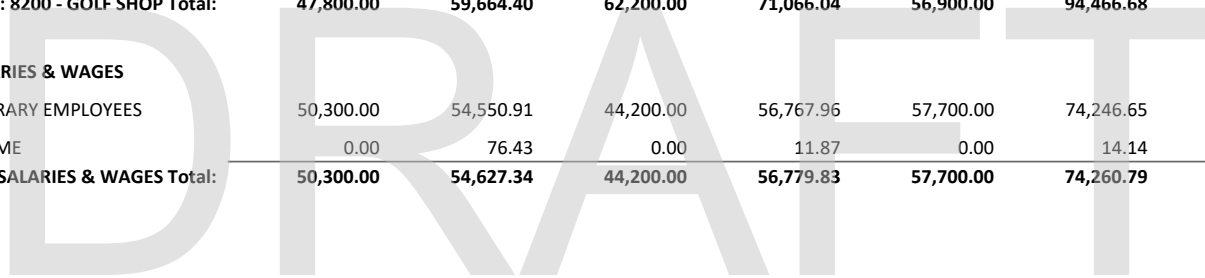 : 8200 - GOLF SHOP Total: 47,800.00 59,664.40 62,200.00 71,066.04 56,900.00 94,466.68
RIES & WAGES
RARY EMPLOYEES 50,300.00 54,550.91 44,200.00 56,767.96 57,700.00 74,246.65
ME 0.00 76.43 0.00 11.87 0.00 14.14
SALARIES & WAGES Total: 50,300.00 54,627.34 44,200.00 56,779.83 57,700.00 74,260.79
DRAFT